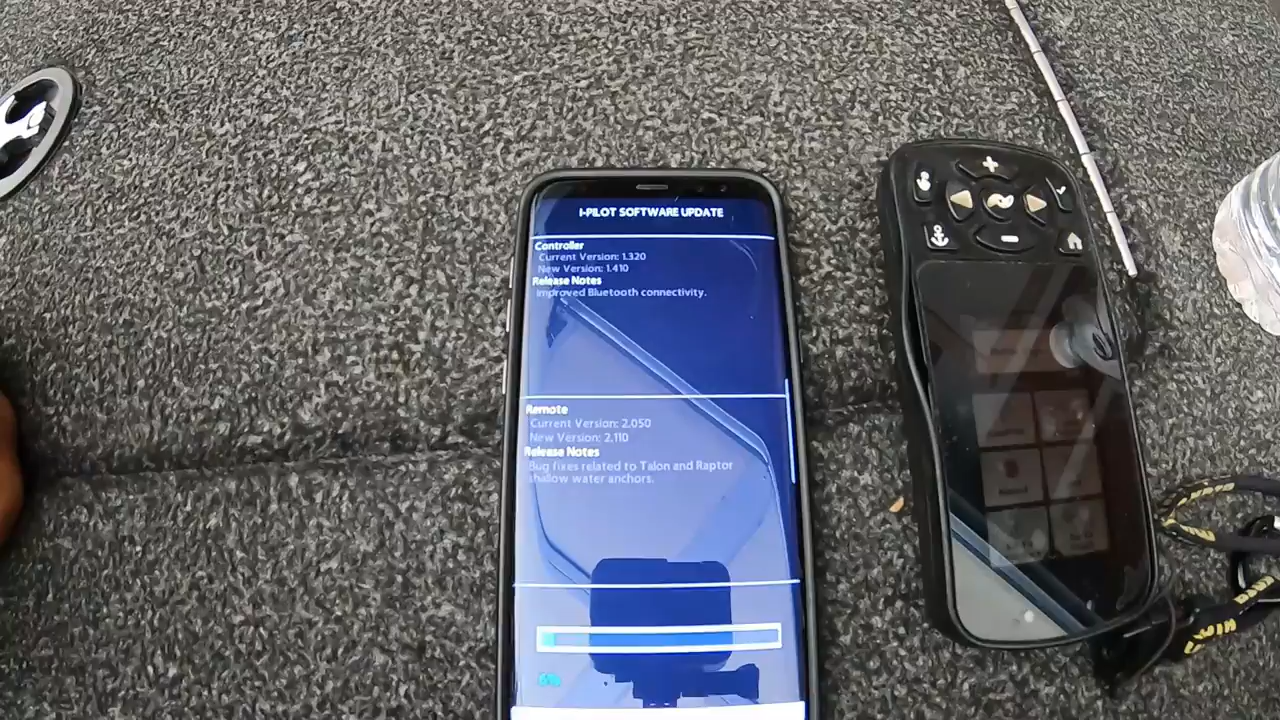 I-PILOT SOFTWARE UPDATE
Controller
Current Version: 1.320
New Version: 1.410
Release Notes
Improved Bluetooth connectivity.
Remote
Current Version: 2.050
New Version: 2.110
Release Notes
Bug fixes related to Talon and Raptor
shallow water anchors.